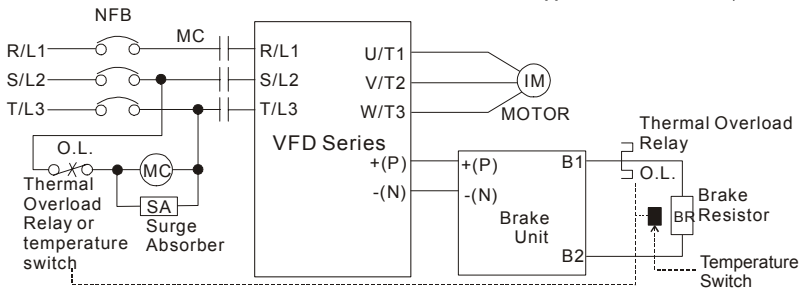 NFB
MC
R/L1
S/L2
T/L3
R/L1
S/L2
T/L3
U/T1
V/T2
W/T3
IM
MOTOR
VFD Series
+(P)
-(N)
+(P)
-(N)
B1
B2
Brake
Unit
O.L.
MC
SA
Surge
Absorber
Thermal
Overload
Relay or
temperature
switch
Thermal Overload
Relay
O.L.
BR
Brake
Resistor
Temperature
Switch